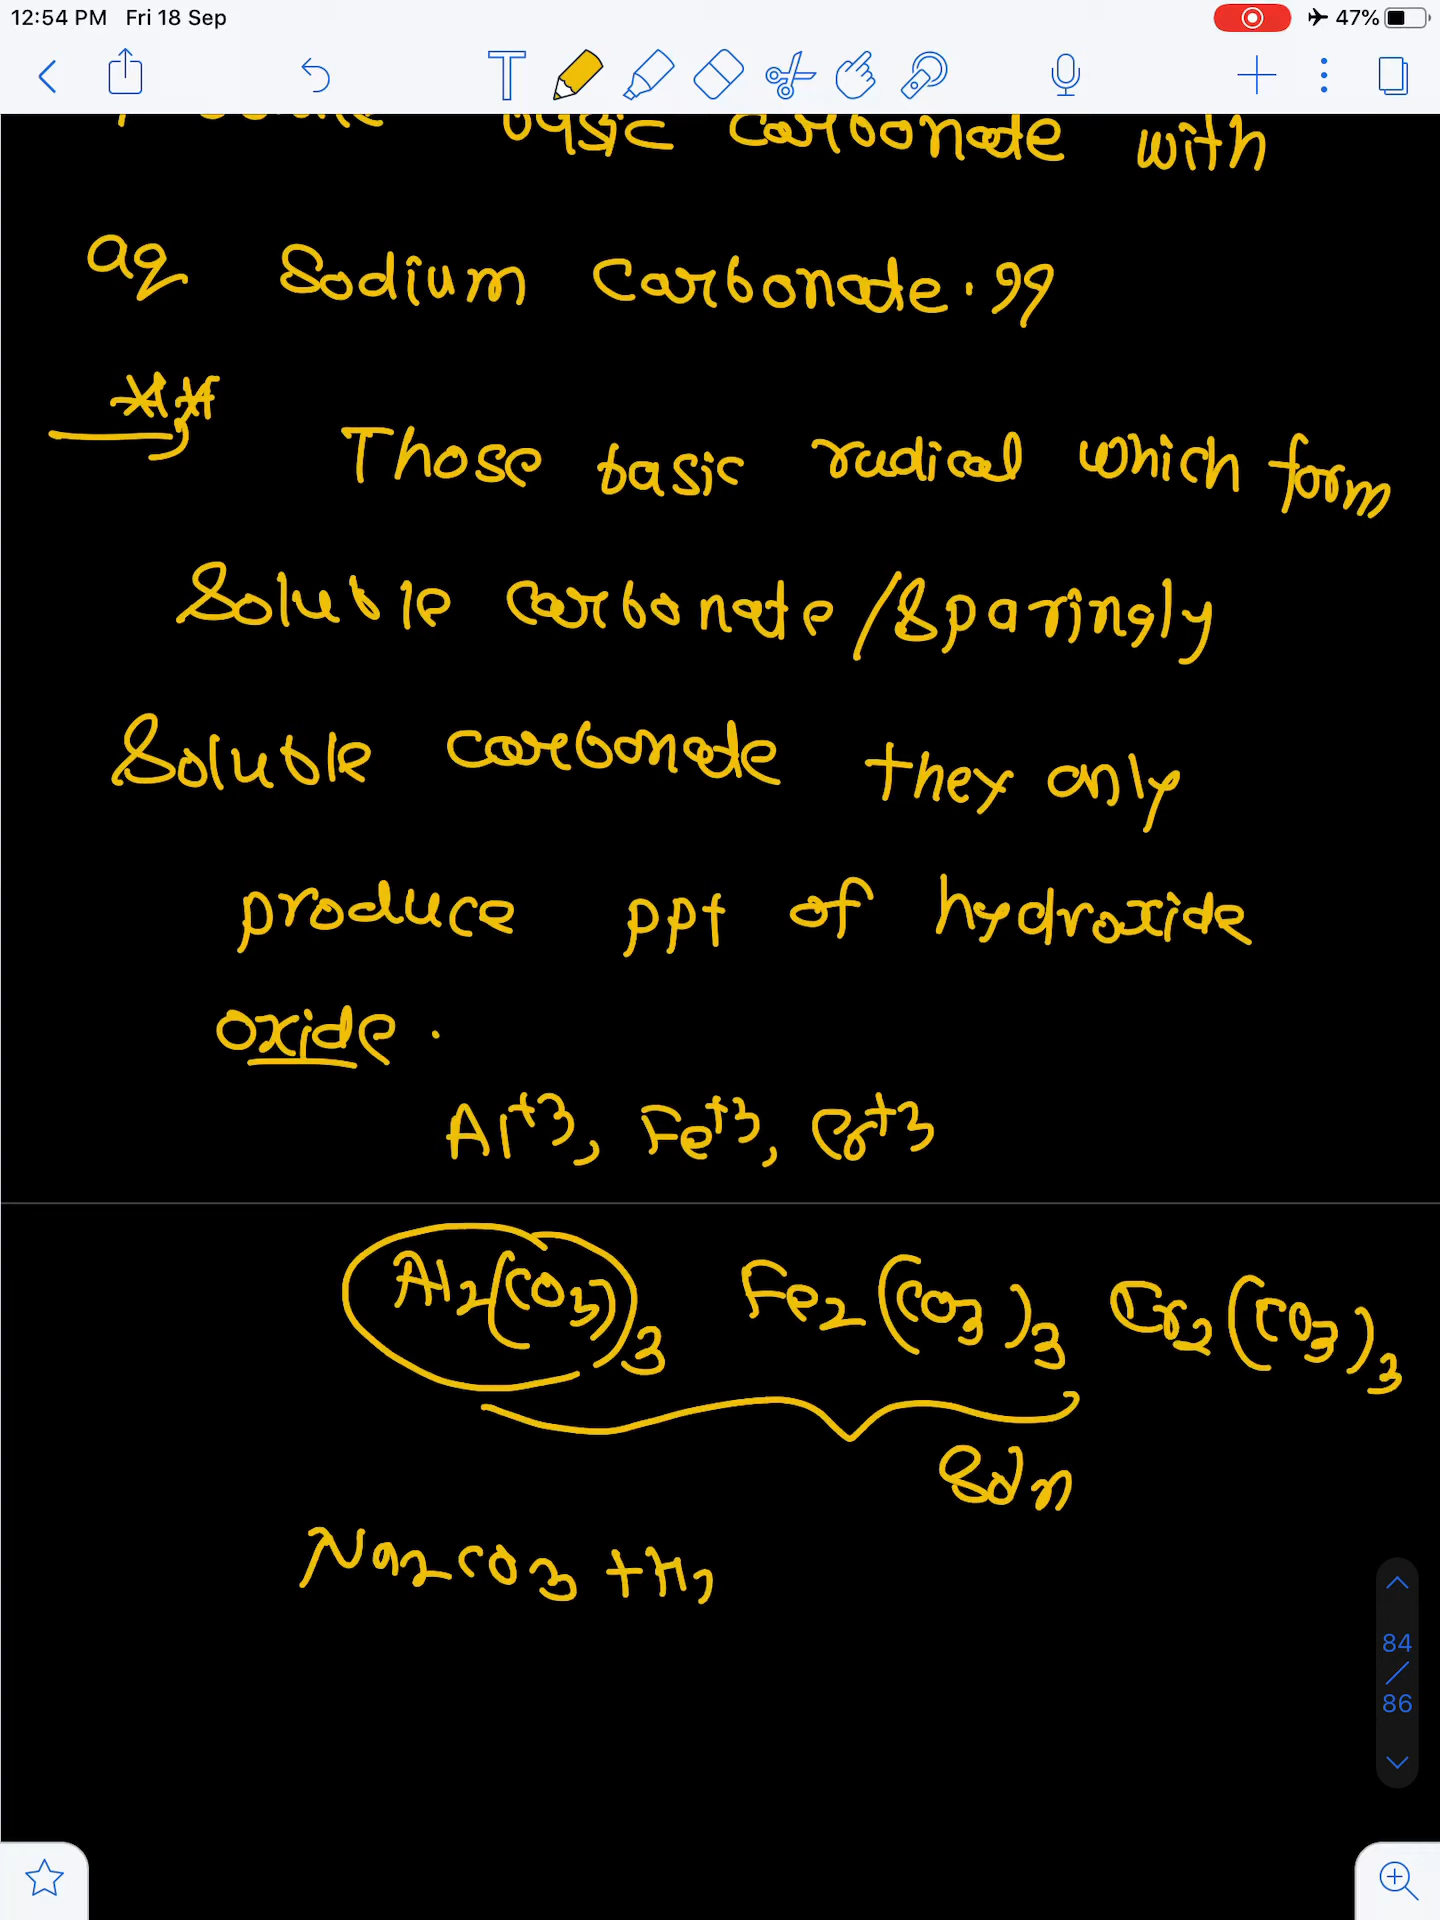 12:54 PM Fri 18 Sep 47%
basic carbonate with
aq Sodium Carbonate."
Those basic radical which form
Soluble carbonate/Sparingly
Soluble carbonate they only
produce ppt of hydroxide
oxide.
Al+3, Fe+3, Cr+3
Al2(CO3)3 Fe2(CO3)3 Cr2(CO3)3
Soln
Na2CO3 + H2
84
/
86